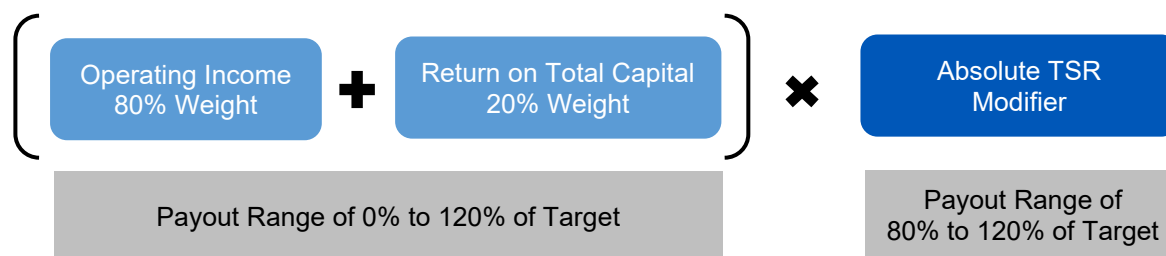 Operating Income
80% Weight
Return on Total Capital
20% Weight
Absolute TSR
Modifier
Payout Range of 0% to 120% of Target
Payout Range of
80% to 120% of Target